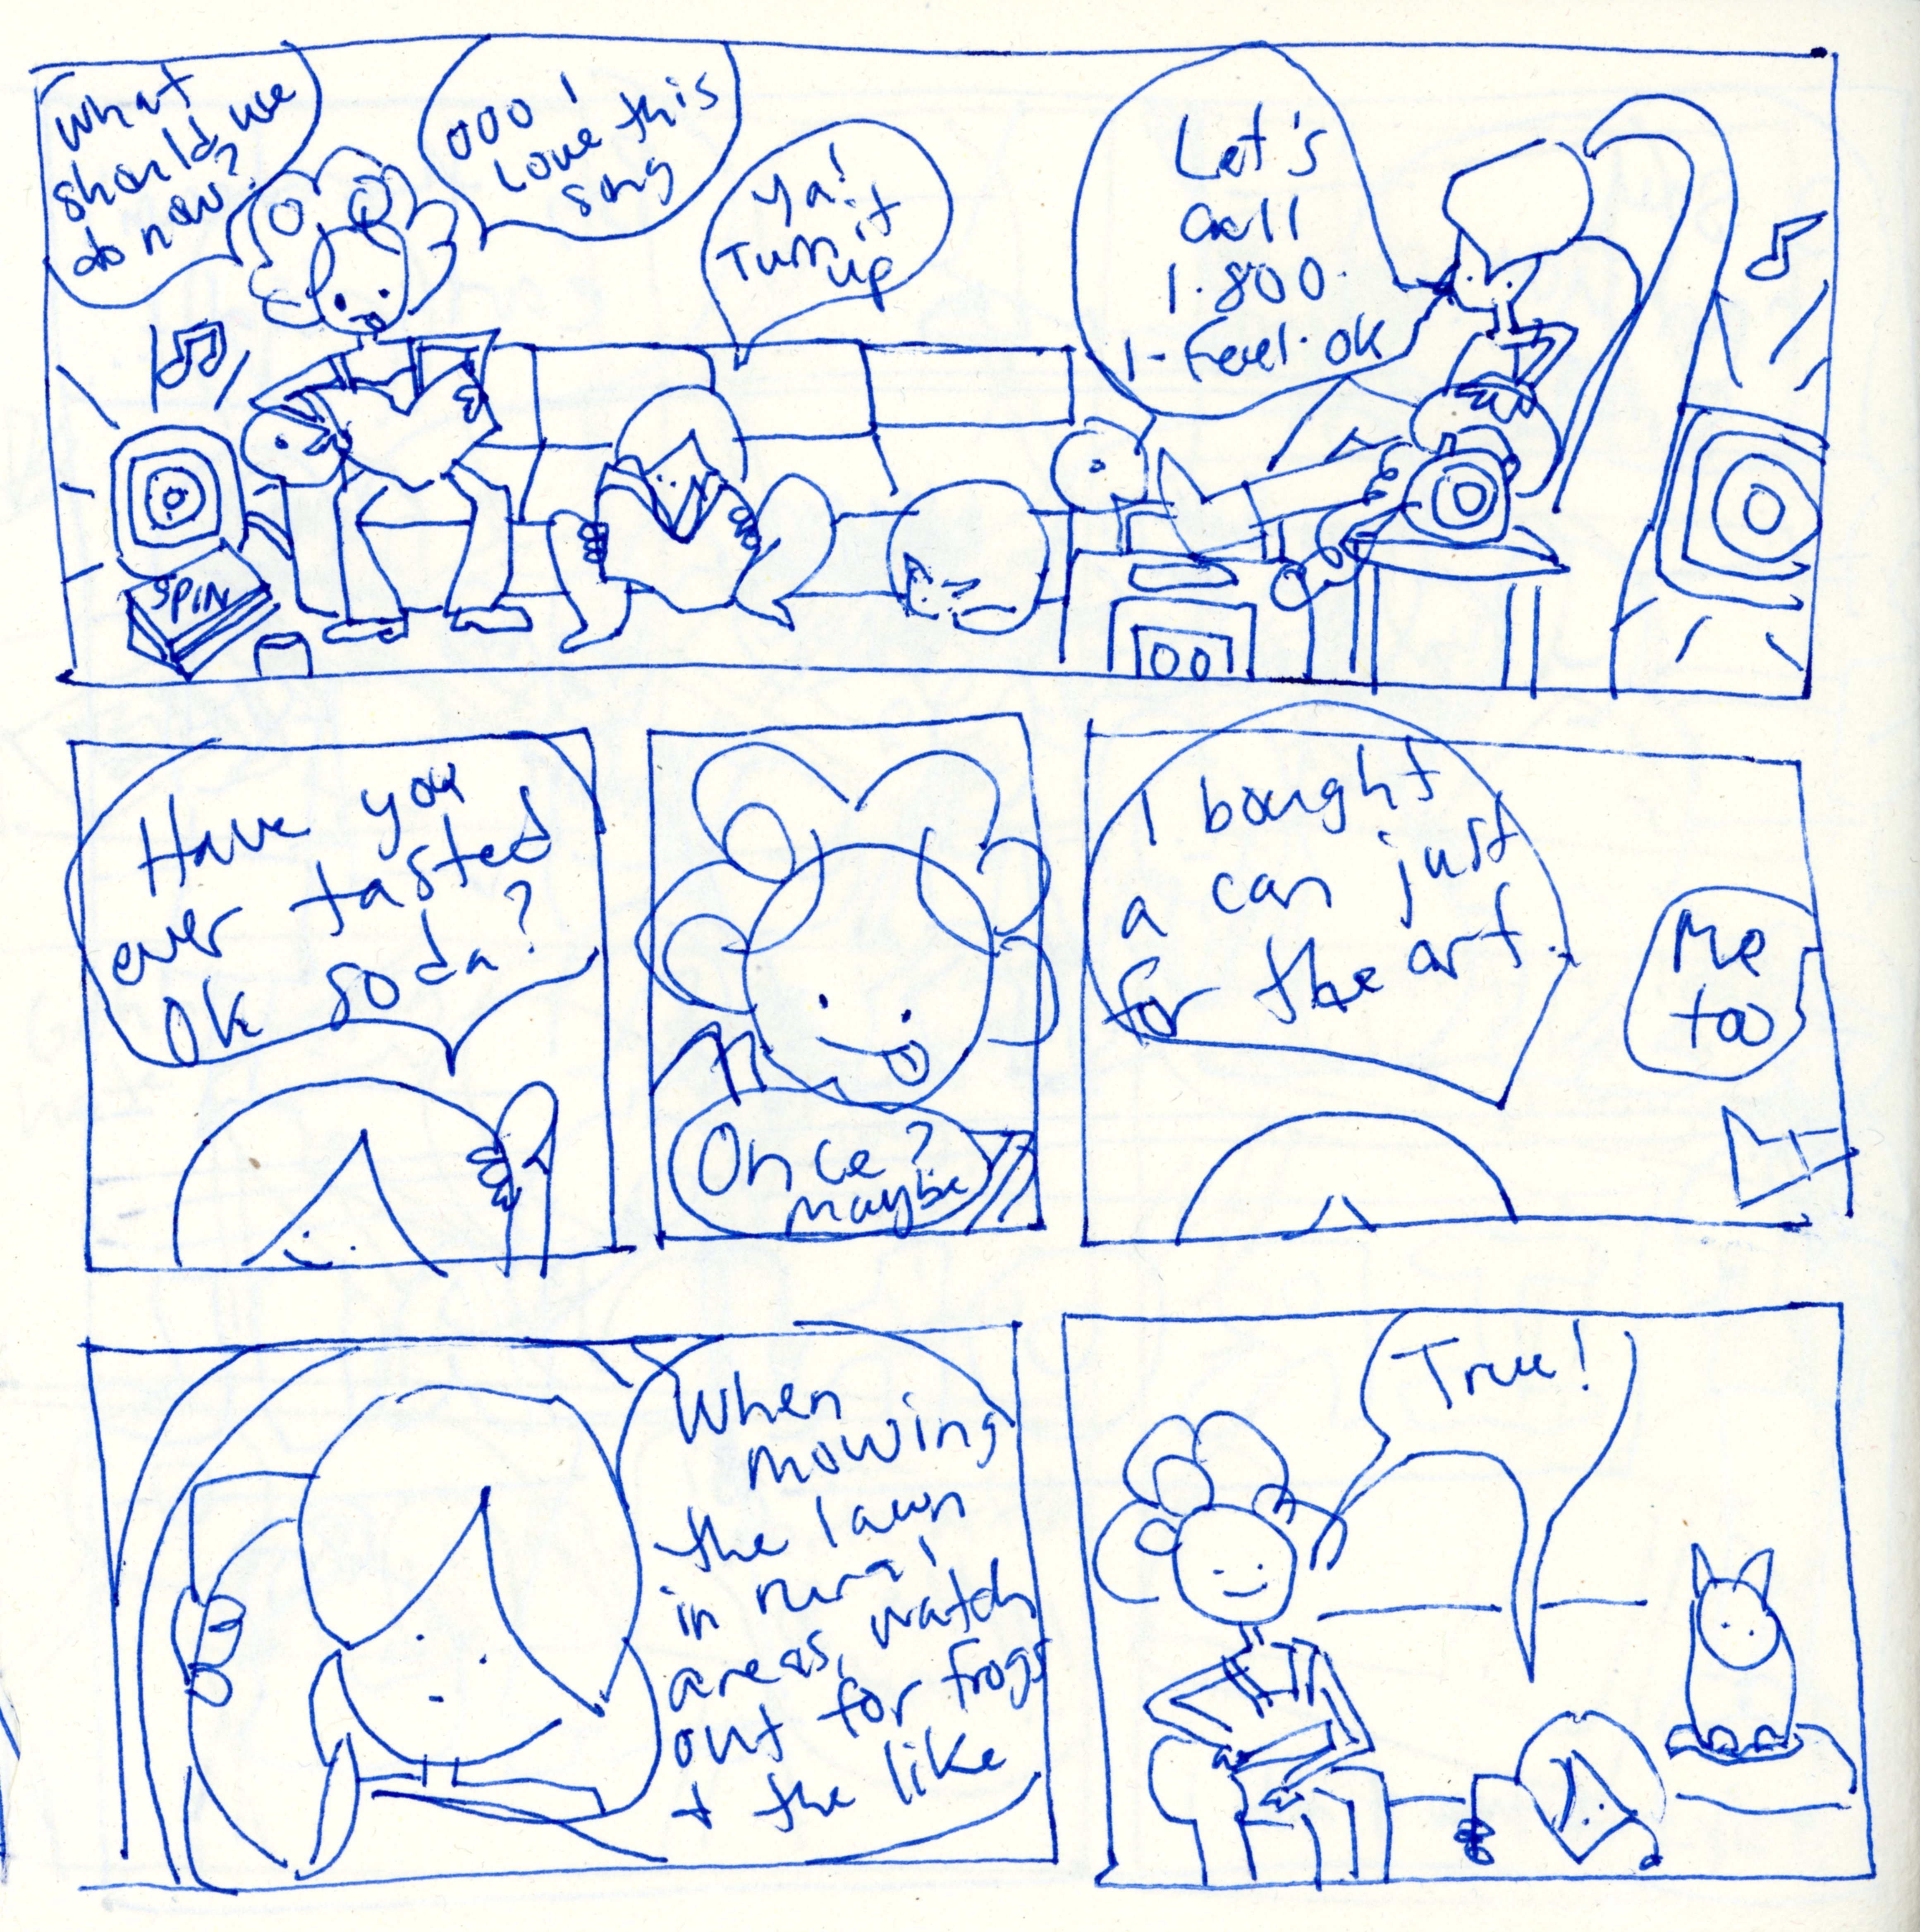 What
should we
do now?
OOO!
Love this
song
Ya!
Turn it
up
Let's
call
1.800.
1-Feel.OK
SPIN
Have you
ever tasted
OK soda?
Once?
maybe
I bought
a can just
for the art.
Me
too
When
mowing
the lawn
in rural
areas, watch
out for frogs
+ the like
True!